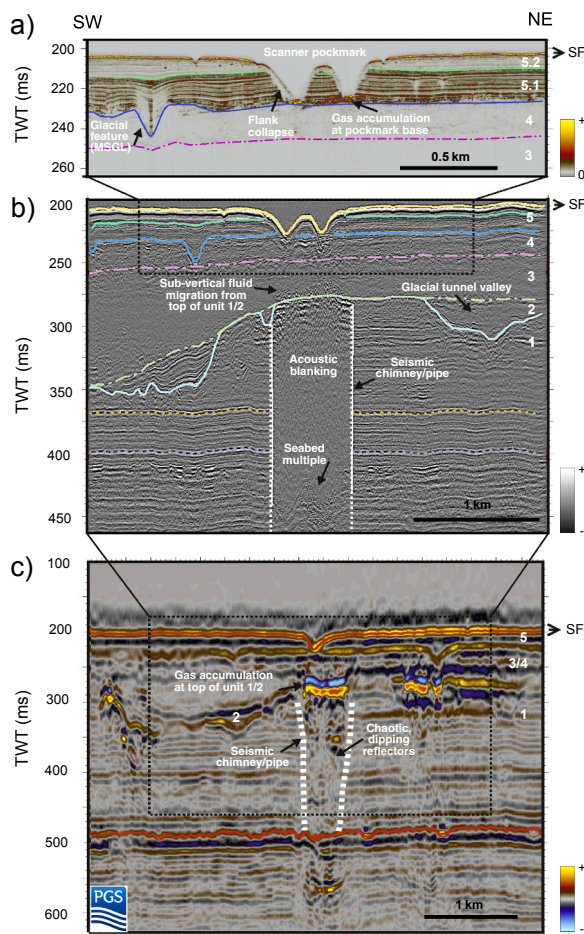 SW
NE
a)
Scanner pockmark
SF
200
220
240
260
TWT (ms)
5.2
5.1
4
3
Glacial
feature
(MSGL)
Flank
collapse
Gas accumulation
at pockmark base
0.5 km
+
0
b)
SF
200
250
300
350
400
450
TWT (ms)
5
4
3
2
1
Sub-vertical fluid
migration from
top of unit 1/2
Glacial tunnel valley
Acoustic
blanking
Seismic
chimney/pipe
Seabed
multiple
1 km
+
-
c)
SF
100
200
300
400
500
600
TWT (ms)
5
3/4
1
2
Gas accumulation
at top of unit 1/2
Seismic
chimney/pipe
Chaotic,
dipping
reflectors
1 km
PGS
+
-